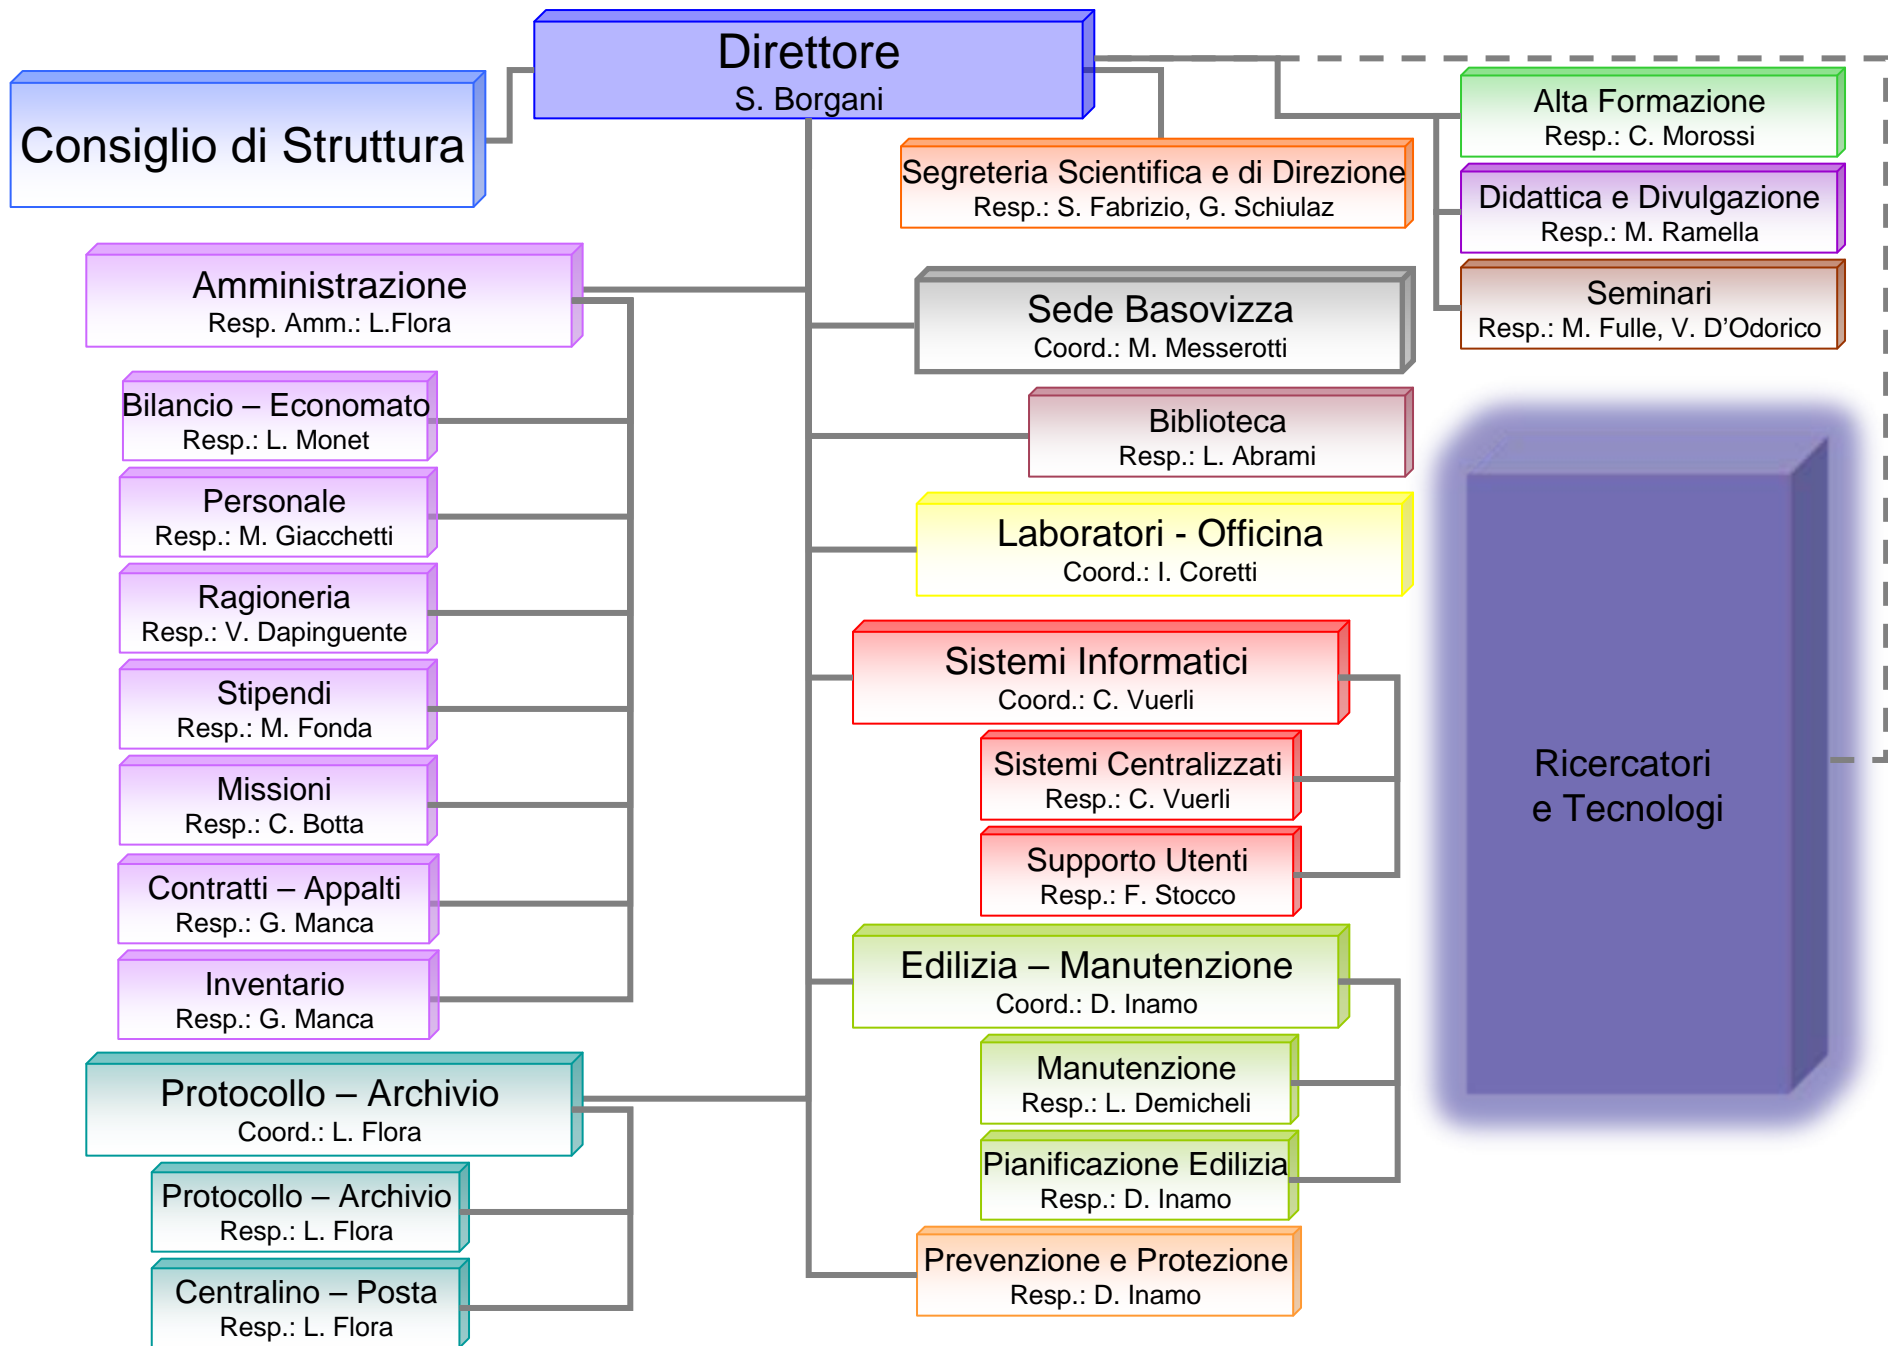 Direttore
S. Borgani
Consiglio di Struttura
Segreteria Scientifica e di Direzione
Resp.: S. Fabrizio, G. Schiulaz
Alta Formazione
Resp.: C. Morossi
Didattica e Divulgazione
Resp.: M. Ramella
Seminari
Resp.: M. Fulle, V. D’Odorico
Amministrazione
Resp. Amm.: L.Flora
Bilancio – Economato
Resp.: L. Monet
Personale
Resp.: M. Giacchetti
Ragioneria
Resp.: V. Dapinguente
Stipendi
Resp.: M. Fonda
Missioni
Resp.: C. Botta
Contratti – Appalti
Resp.: G. Manca
Inventario
Resp.: G. Manca
Protocollo – Archivio
Coord.: L. Flora
Protocollo – Archivio
Resp.: L. Flora
Centralino – Posta
Resp.: L. Flora
Sede Basovizza
Coord.: M. Messerotti
Biblioteca
Resp.: L. Abrami
Laboratori - Officina
Coord.: I. Coretti
Sistemi Informatici
Coord.: C. Vuerli
Sistemi Centralizzati
Resp.: C. Vuerli
Supporto Utenti
Resp.: F. Stocco
Edilizia – Manutenzione
Coord.: D. Inamo
Manutenzione
Resp.: L. Demicheli
Pianificazione Edilizia
Resp.: D. Inamo
Prevenzione e Protezione
Resp.: D. Inamo
Ricercatori
e Tecnologi